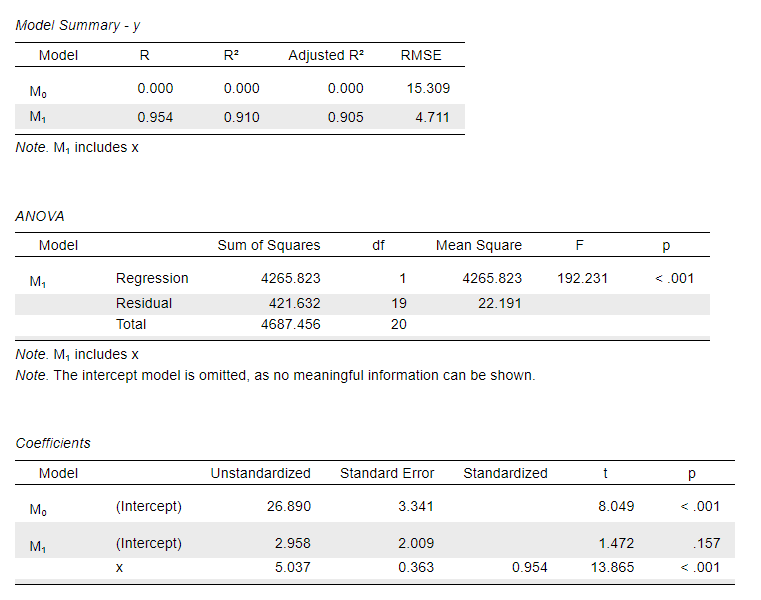 Model Summary - y
Model R R² Adjusted R² RMSE
M₀ 0.000 0.000 0.000 15.309
M₁ 0.954 0.910 0.905 4.711
Note. M₁ includes x
ANOVA
Model Sum of Squares df Mean Square F p
M₁ Regression 4265.823 1 4265.823 192.231 < .001
Residual 421.632 19 22.191
Total 4687.456 20
Note. M₁ includes x
Note. The intercept model is omitted, as no meaningful information can be shown.
Coefficients
Model Unstandardized Standard Error Standardized t p
M₀ (Intercept) 26.890 3.341 8.049 < .001
M₁ (Intercept) 2.958 2.009 1.472 .157
x 5.037 0.363 0.954 13.865 < .001